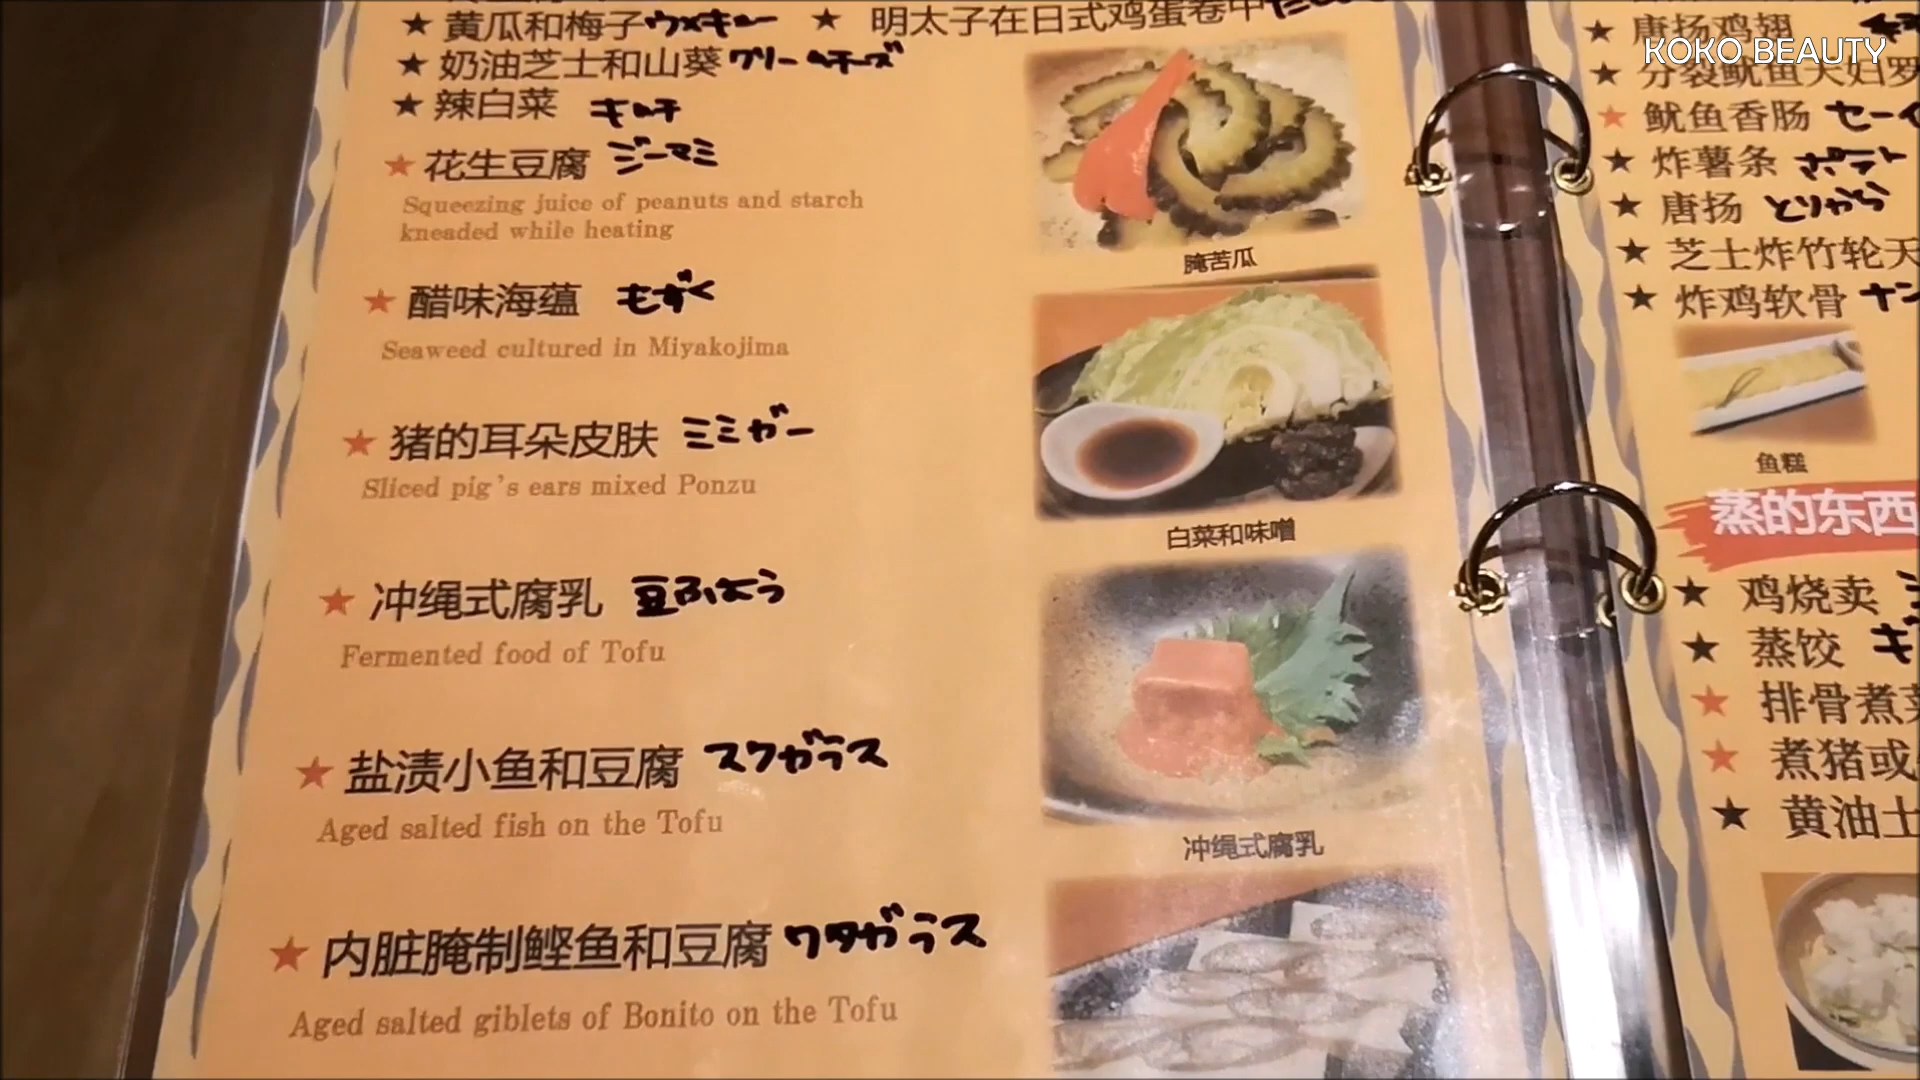 ★ 黄瓜和梅子 ウメキュー ★ 明太子在日式鸡蛋卷中
★ 奶油芝士和山葵 クリームチーズ
★ 辣白菜 キムチ
★ 花生豆腐 ジーマミ
Squeezing juice of peanuts and starch
kneaded while heating
★ 醋味海蕴 もずく
Seaweed cultured in Miyakojima
★ 猪的耳朵皮肤 ミミガー
Sliced pig's ears mixed Ponzu
★ 冲绳式腐乳 豆ふよう
Fermented food of Tofu
★ 盐渍小鱼和豆腐 スクガラス
Aged salted fish on the Tofu
★ 内脏腌制鲣鱼和豆腐 ワタガラス
Aged salted giblets of Bonito on the Tofu
腌苦瓜
白菜和味噌
冲绳式腐乳
KOKO BEAUTY
★ 唐扬鸡翅
★ 分裂鱿鱼天妇罗
★ 鱿鱼香肠 セーイ
★ 炸薯条 ポテト
★ 唐扬 とりから
★ 芝士炸竹轮天
★ 炸鸡软骨 ナン
鱼糕
蒸的东西
★ 鸡烧卖
★ 蒸饺 ギ
★ 排骨煮菜
★ 煮猪或
★ 黄油土